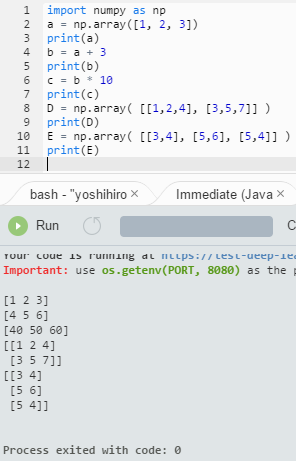 1 import numpy as np
2 a = np.array([1, 2, 3])
3 print(a)
4 b = a + 3
5 print(b)
6 c = b * 10
7 print(c)
8 D = np.array( [[1,2,4], [3,5,7]] )
9 print(D)
10 E = np.array( [[3,4], [5,6], [5,4]] )
11 print(E)
12
bash - "yoshihiro × Immediate (Java ×
Run C
Your code is running at https://test-deep-lea
Important: use os.getenv(PORT, 8080) as the p
[1 2 3]
[4 5 6]
[40 50 60]
[[1 2 4]
[3 5 7]]
[[3 4]
[5 6]
[5 4]]
Process exited with code: 0